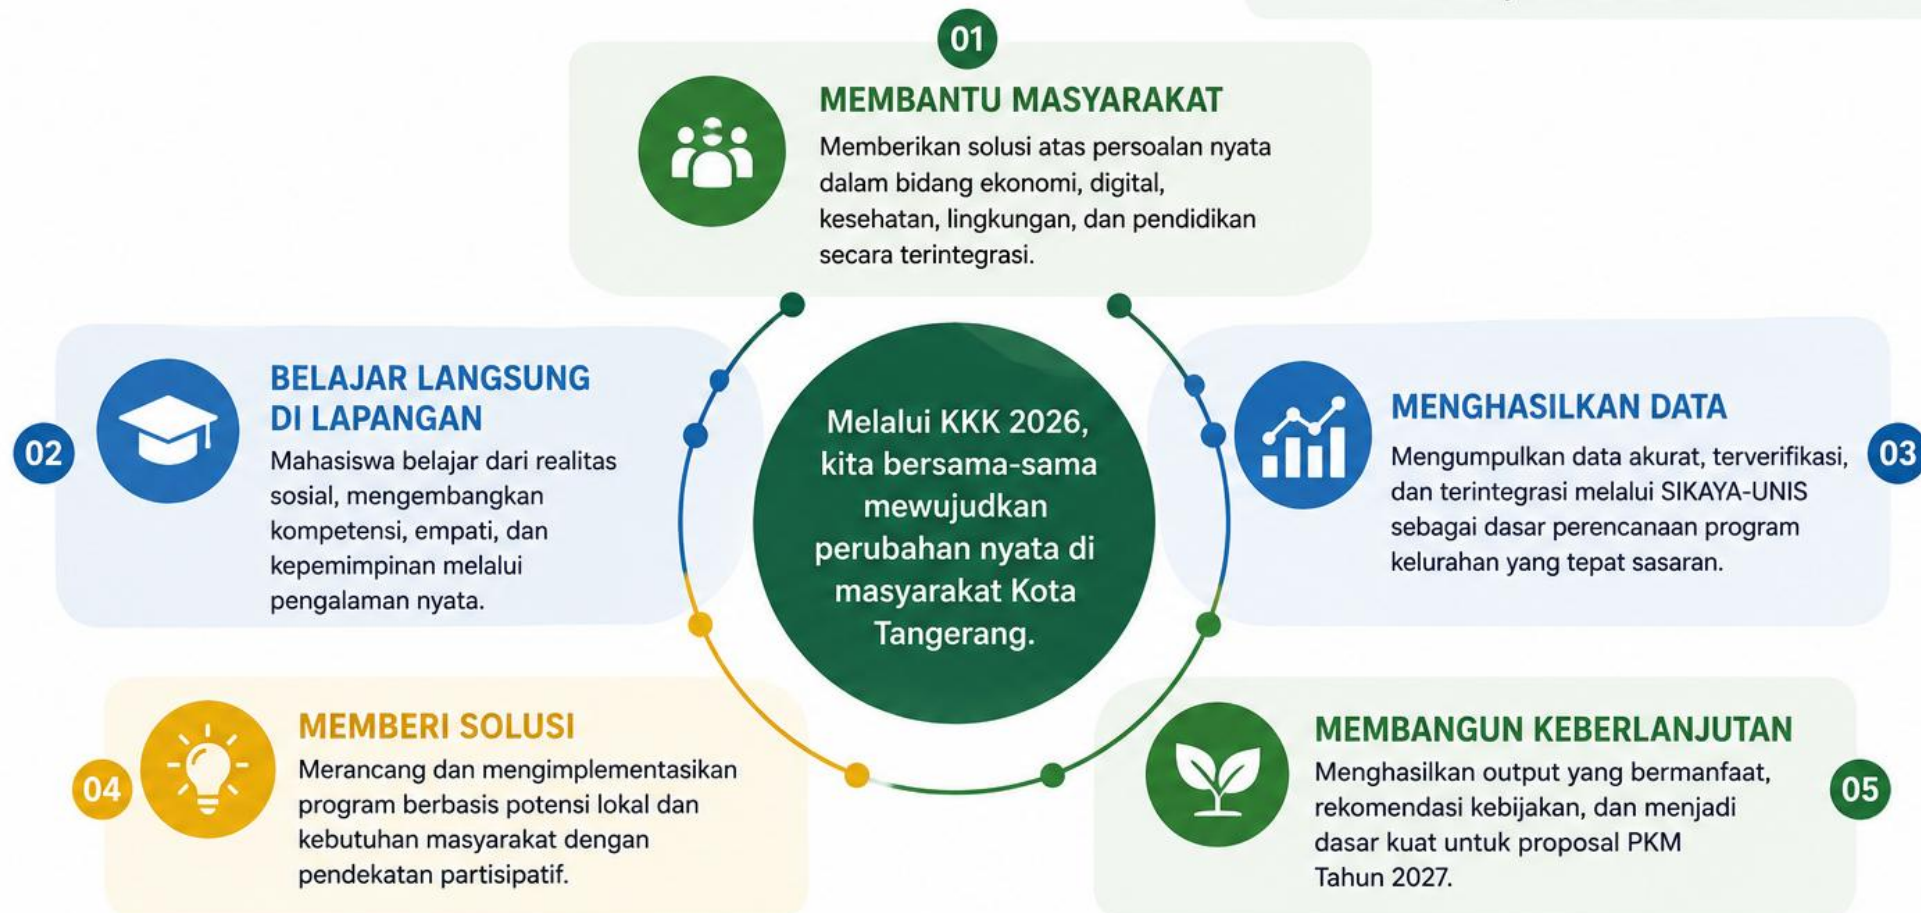 01
MEMBANTU MASYARAKAT
Memberikan solusi atas persoalan nyata
dalam bidang ekonomi, digital,
kesehatan, lingkungan, dan pendidikan
secara terintegrasi.
02
BELAJAR LANGSUNG
DI LAPANGAN
Mahasiswa belajar dari realitas
sosial, mengembangkan
kompetensi, empati, dan
kepemimpinan melalui
pengalaman nyata.
Melalui KKK 2026,
kita bersama-sama
mewujudkan
perubahan nyata di
masyarakat Kota
Tangerang.
03
MENGHASILKAN DATA
Mengumpulkan data akurat, terverifikasi,
dan terintegrasi melalui SIKAYA-UNIS
sebagai dasar perencanaan program
kelurahan yang tepat sasaran.
04
MEMBERI SOLUSI
Merancang dan mengimplementasikan
program berbasis potensi lokal dan
kebutuhan masyarakat dengan
pendekatan partisipatif.
05
MEMBANGUN KEBERLANJUTAN
Menghasilkan output yang bermanfaat,
rekomendasi kebijakan, dan menjadi
dasar kuat untuk proposal PKM
Tahun 2027.